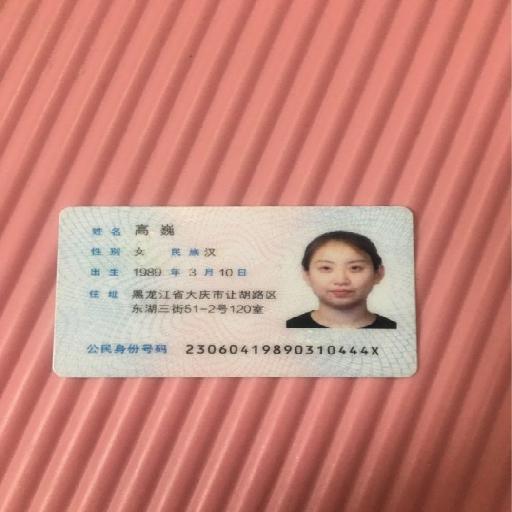 姓名 高巍
性别 女 民族 汉
出生 1989 年 3 月 10 日
住址 黑龙江省大庆市让胡路区
东湖三街51-2号120室
公民身份号码 23060419890310444X